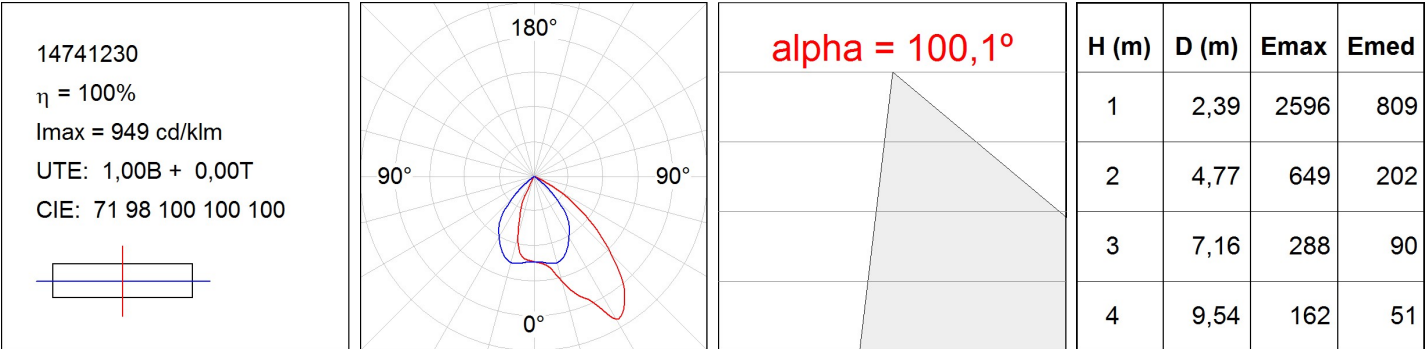 14741230
η = 100%
Imax = 949 cd/klm
UTE: 1,00B + 0,00T
CIE: 71 98 100 100 100
180°
90° 90°
0°
alpha = 100,1º
H (m) D (m) Emax Emed
1 2,39 2596 809
2 4,77 649 202
3 7,16 288 90
4 9,54 162 51